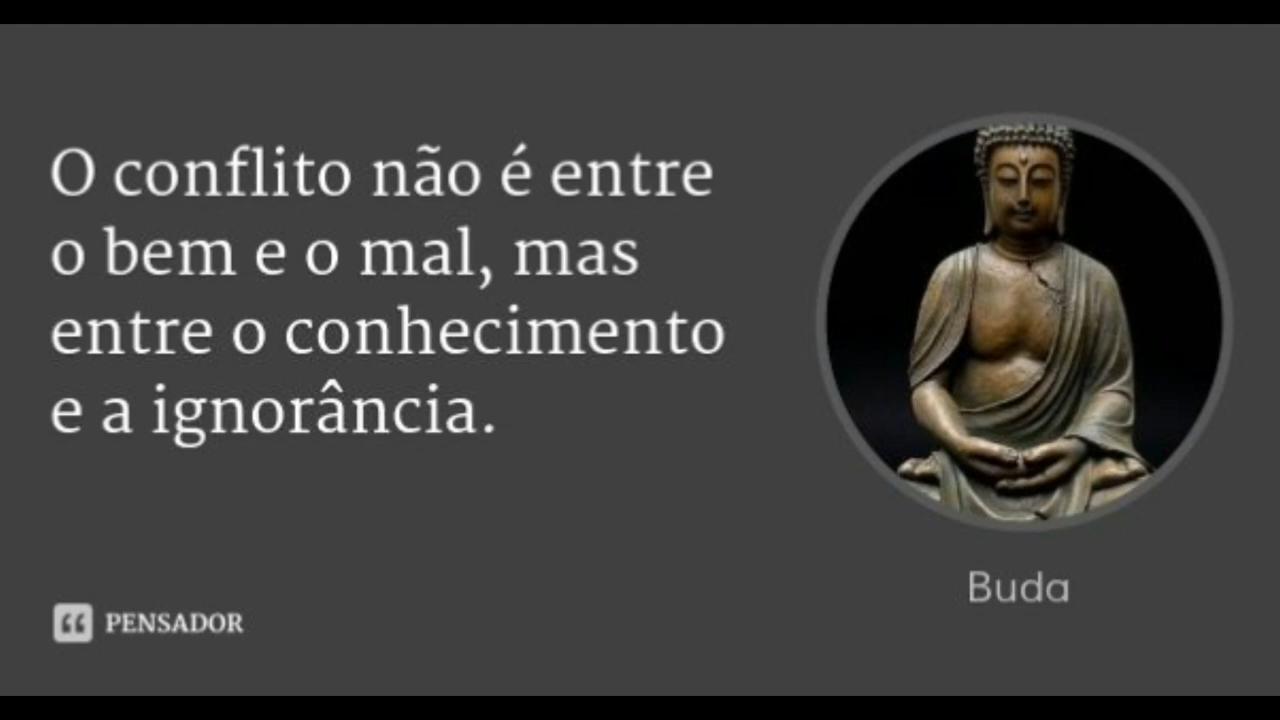 O conflito não é entre
o bem e o mal, mas
entre o conhecimento
e a ignorância.
Buda
PENSADOR